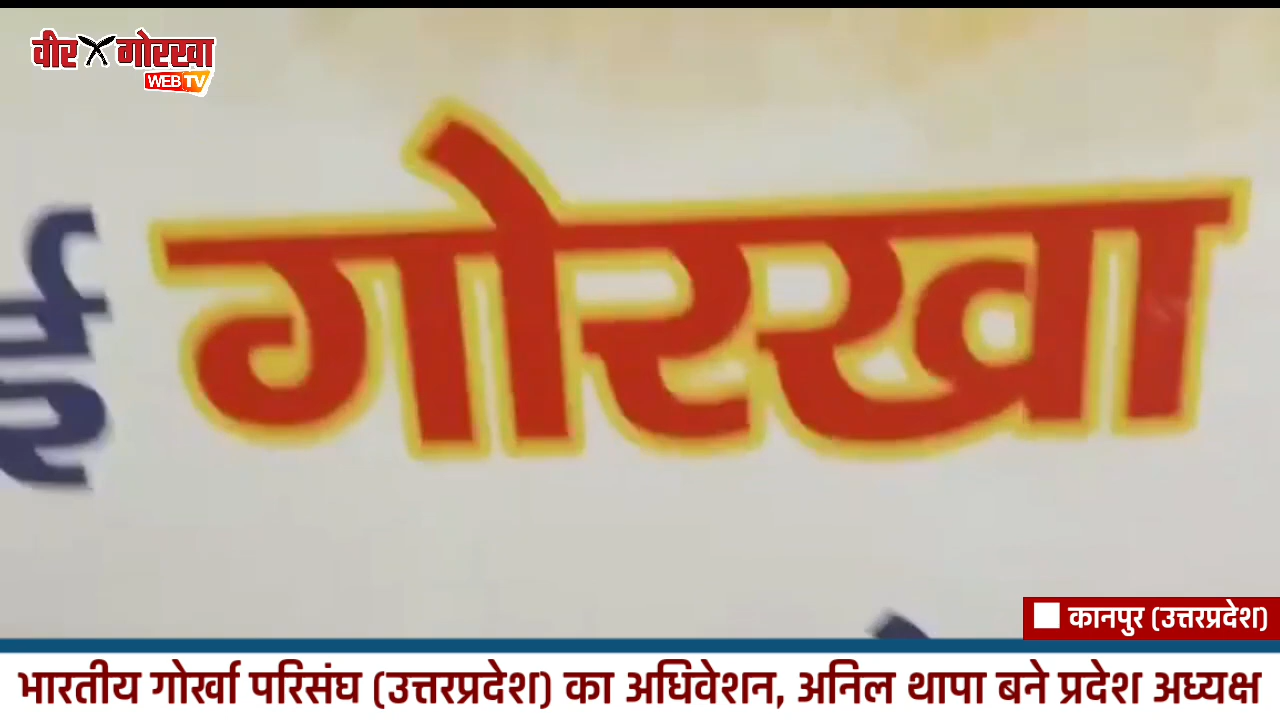 वीर गोरखा
WEB TV
गोरखा
कानपुर (उत्तरप्रदेश)
भारतीय गोर्खा परिसंघ (उत्तरप्रदेश) का अधिवेशन, अनिल थापा बने प्रदेश अध्यक्ष